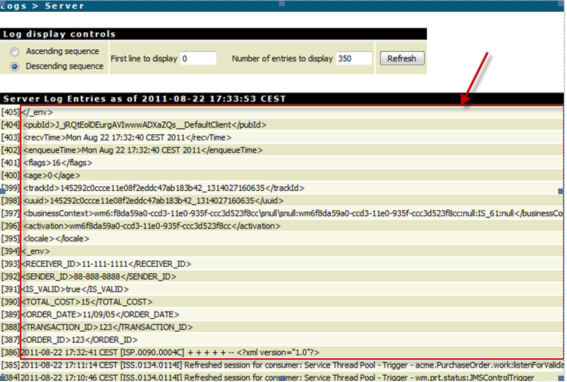 Logs > Server
Log display controls
Ascending sequence
Descending sequence
First line to display 0
Number of entries to display 350
Refresh
Server Log Entries as of 2011-08-22 17:33:53 CEST
[405]</_env>
[404] <pubId>J_jRQtEolDEurgAVIwwwADXaZQs__DefaultClient</pubId>
[403] <recvTime>Mon Aug 22 17:32:40 CEST 2011</recvTime>
[402] <enqueueTime>Mon Aug 22 17:32:40 CEST 2011</enqueueTime>
[401] <flags>16</flags>
[400] <age>0</age>
[399] <trackId>145292c0ccce11e08f2eddc47ab183b42_1314027160635</trackId>
[398] <uuid>145292c0ccce11e08f2eddc47ab183b42_1314027160635</uuid>
[397] <businessContext>wm6:f8da59a0-ccd3-11e0-935f-ccc3d523f8cc\snull\snull:wm6f8da59a0-ccd3-11e0-935f-ccc3d523f8cc:null:IS_61:null</businessCo
[396] <activation>wm6f8da59a0-ccd3-11e0-935f-ccc3d523f8cc</activation>
[395] <locale></locale>
[394]<_env>
[393]<RECEIVER_ID>11-111-1111</RECEIVER_ID>
[392]<SENDER_ID>88-888-8888</SENDER_ID>
[391]<IS_VALID>true</IS_VALID>
[390]<TOTAL_COST>15</TOTAL_COST>
[389]<ORDER_DATE>11/09/05</ORDER_DATE>
[388]<TRANSACTION_ID>123</TRANSACTION_ID>
[387]<ORDER_ID>123</ORDER_ID>
[386]2011-08-22 17:32:41 CEST [ISP.0090.0004C] + + + + + -- <?xml version="1.0"?>
[385]2011-08-22 17:11:14 CEST [ISS.0134.0114I] Refreshed session for consumer: Service Thread Pool - Trigger - acme.PurchaseOrder.work:listenForValida
[384]2011-08-22 17:10:46 CEST [ISS.0134.0114I] Refreshed session for consumer: Service Thread Pool - Trigger - wm.prt.status:JMSControlTrigger